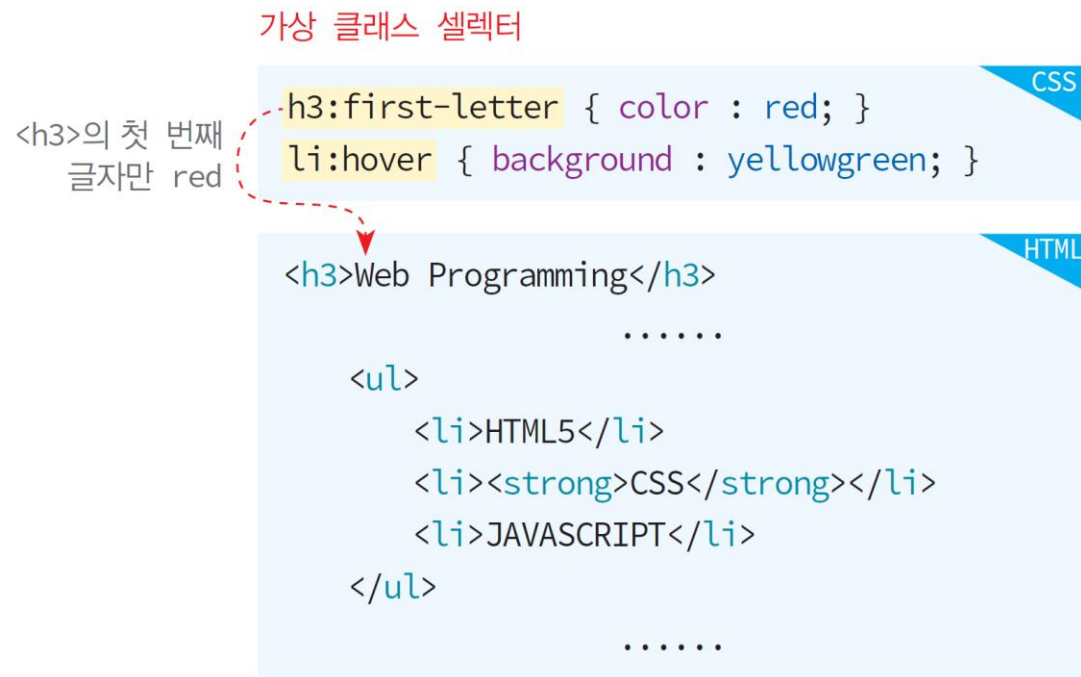 가상 클래스 셀렉터
CSS
h3:first-letter { color : red; }
li:hover { background : yellowgreen; }
<h3>의 첫 번째
글자만 red
HTML
<h3>Web Programming</h3>
......
<ul>
<li>HTML5</li>
<li><strong>CSS</strong></li>
<li>JAVASCRIPT</li>
</ul>
......